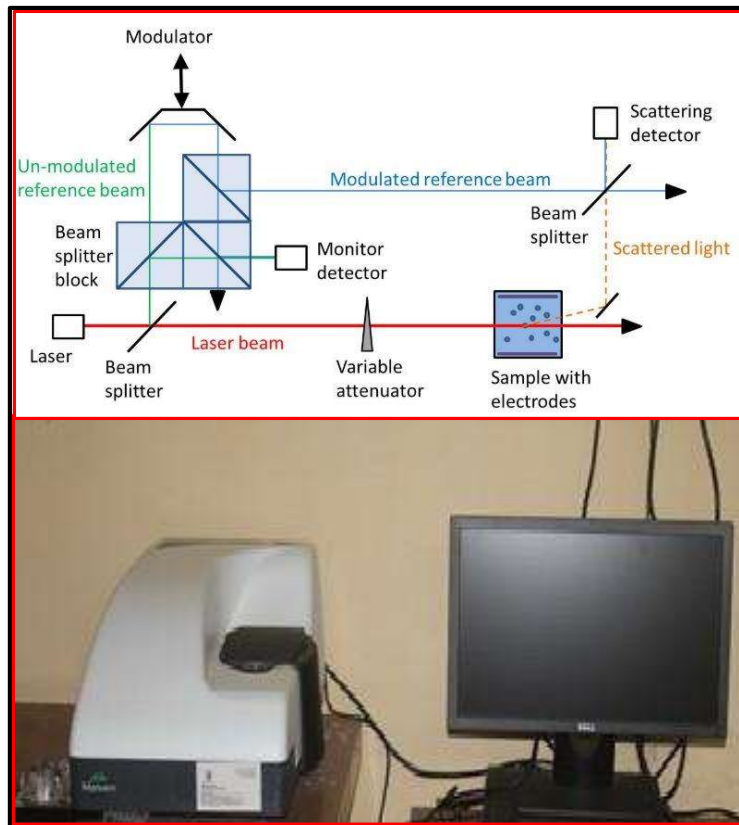 Modulator
Scattering
detector
Un-modulated
reference beam
Modulated reference beam
Beam
splitter
Beam
splitter
block
Monitor
detector
Scattered light
Laser
Laser beam
Beam
splitter
Variable
attenuator
Sample with
electrodes
Malvern
DELL